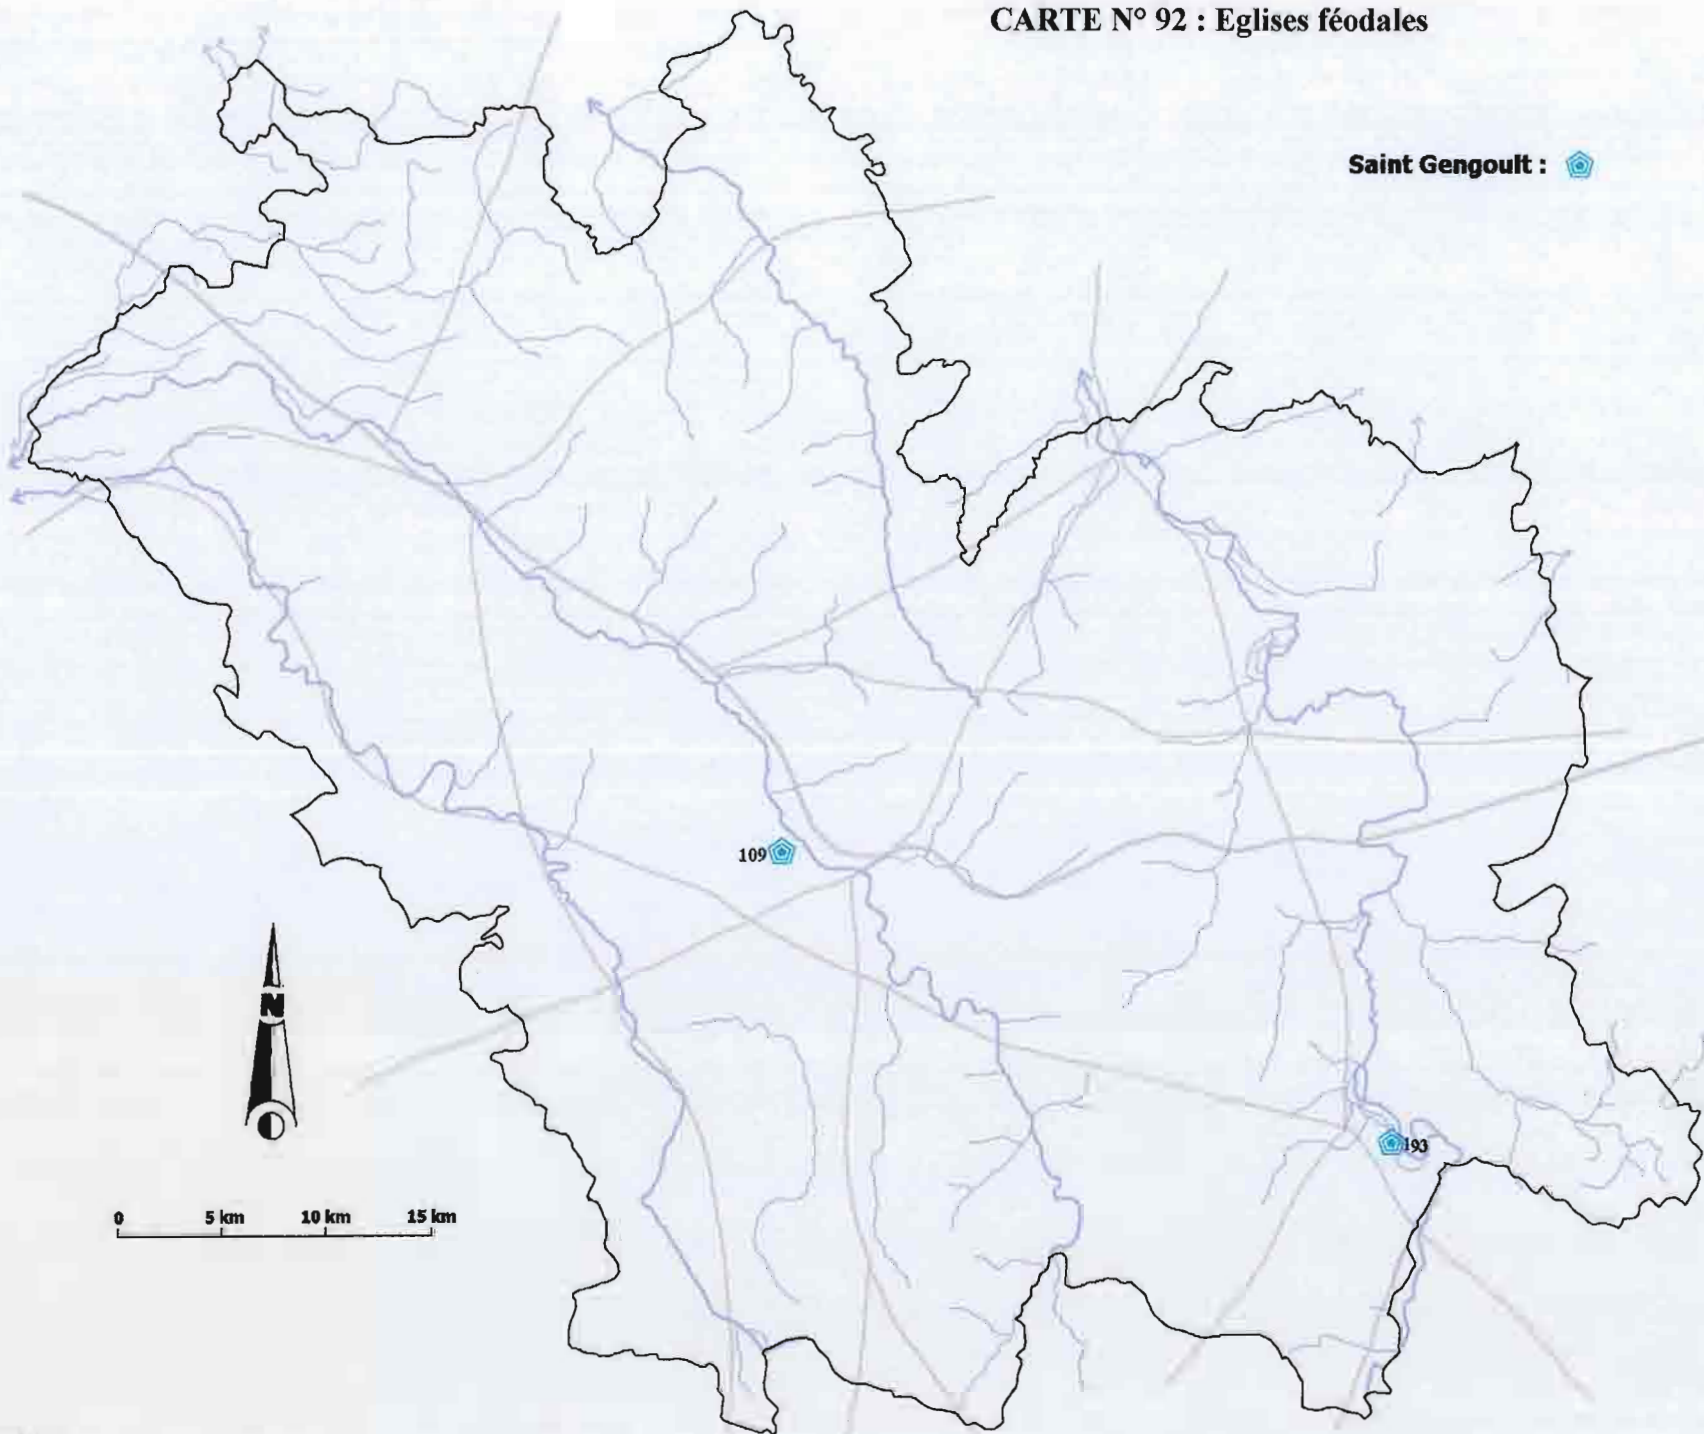 CARTE N° 92 : Eglises féodales
Saint Gengoult :
109
N
193
0 5 km 10 km 15 km